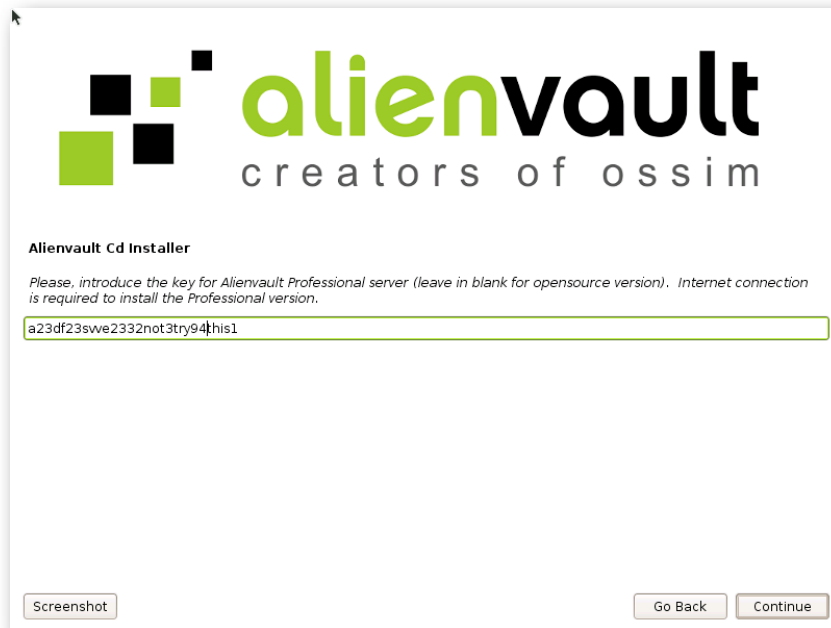 alienvault
creators of ossim
Alienvault Cd Installer
Please, introduce the key for Alienvault Professional server (leave in blank for opensource version).  Internet connection
is required to install the Professional version.
a23df23swe2332not3try94this1
Screenshot
Go Back
Continue